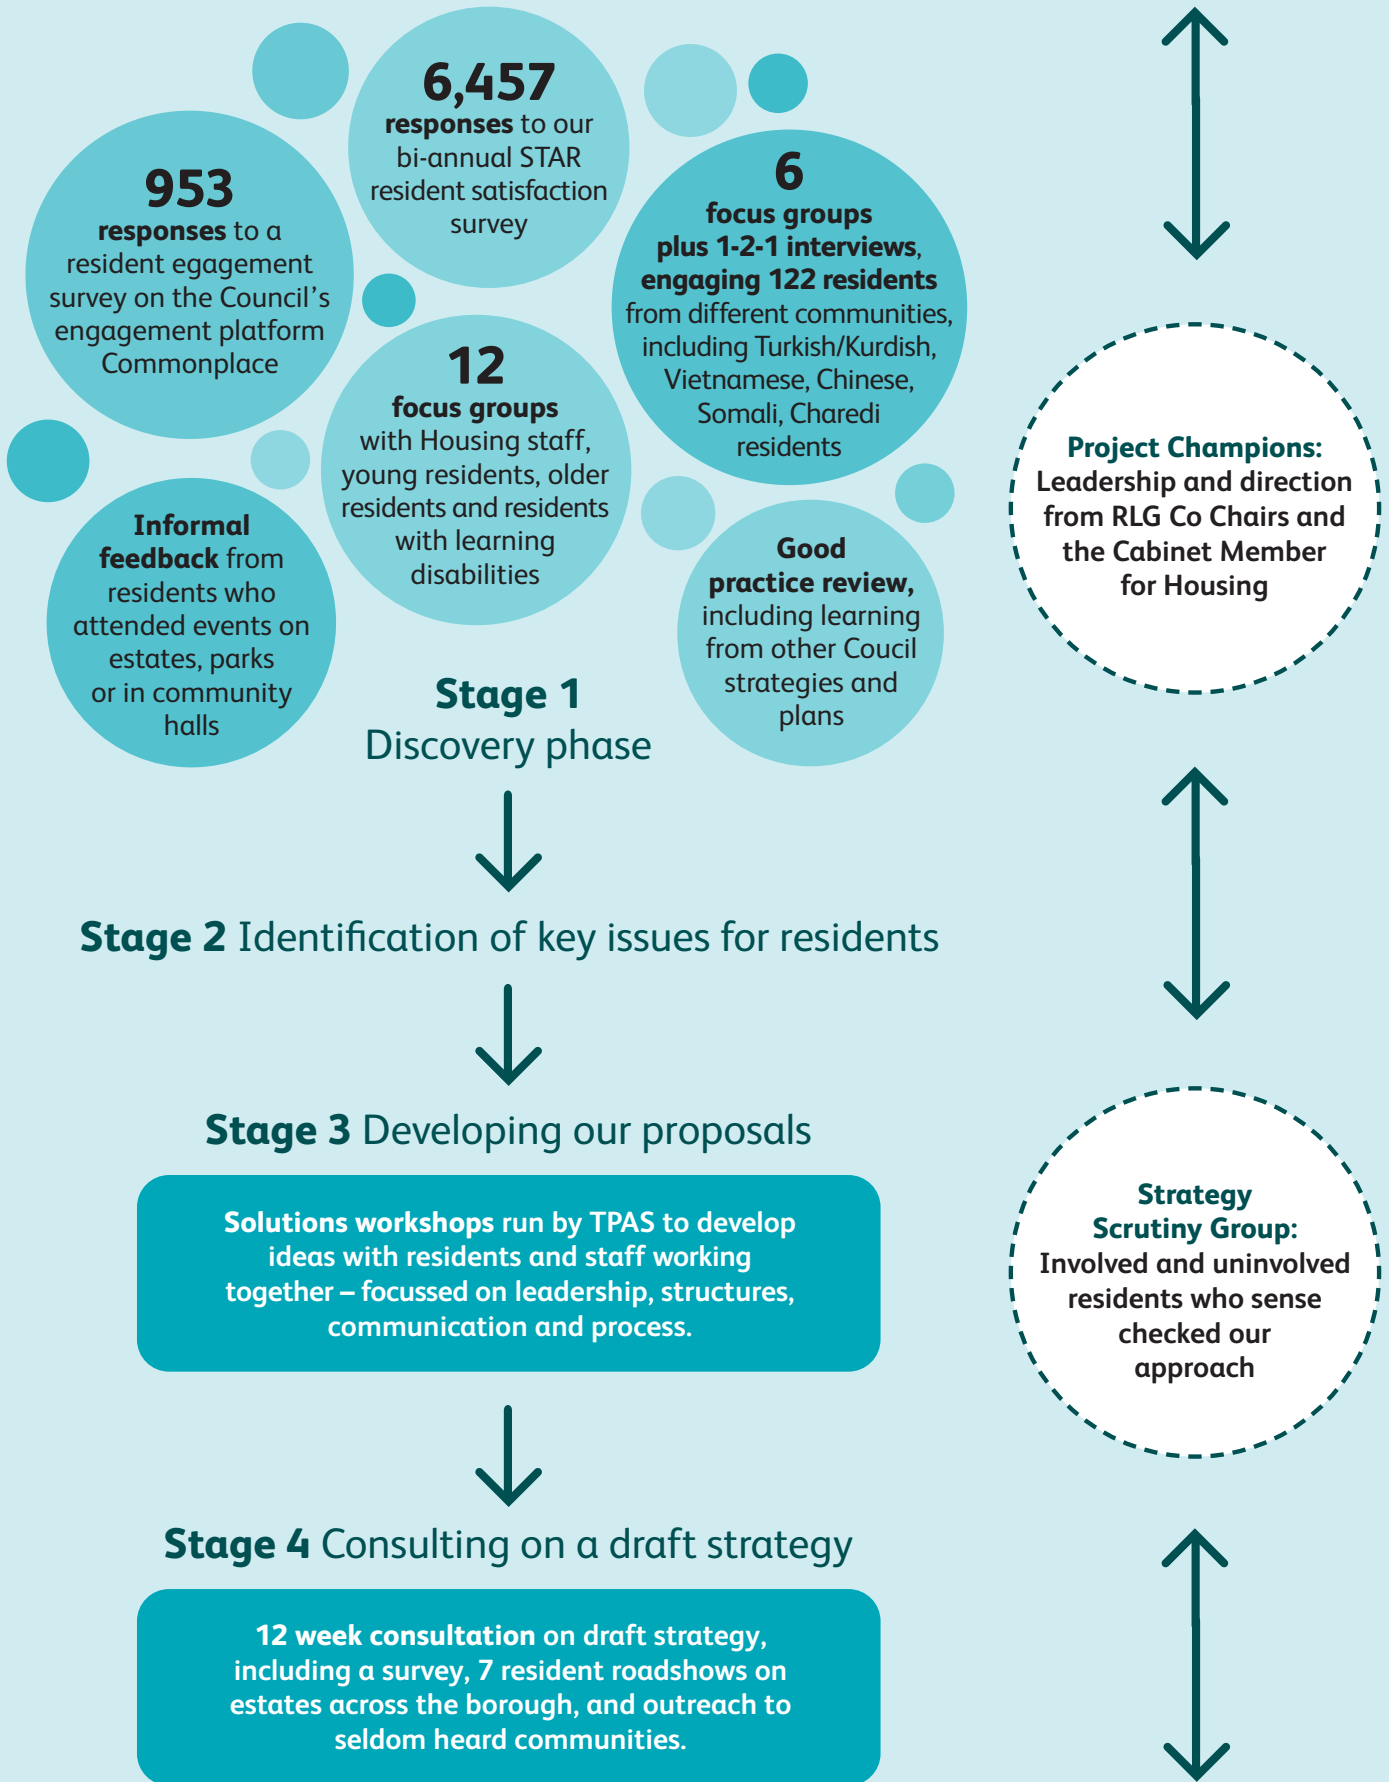 6,457
responses to our
bi-annual STAR
resident satisfaction
survey
953
responses to a
resident egagement
survey on the Council's
engagement platform
Commonplace
6
focus groups
plus 1-2-1 interviews,
engaging 122 residents
from different communities,
including Turkish/Kurdish,
Vietnamese, Chinese,
Somali, Charedi
residents
12
focus groups
with Housing staff,
young residents, older
residents and residents
with learning
disabilities
Informal
feedback from
residents who
attended events on
estates, parks
or in community
halls
Good
practice review,
including learning
from other Coucil
strategies and
plans
Stage 1
Discovery phase
Stage 2 Identification of key issues for residents
Stage 3 Developing our proposals
Solutions workshops run by TPAS to develop
ideas with residents and staff working
together – focussed on leadership, structures,
communication and process.
Stage 4 Consulting on a draft strategy
12 week consultation on draft strategy,
including a survey, 7 resident roadshows on
estates across the borough, and outreach to
seldom heard communities.
Project Champions:
Leadership and direction
from RLG Co Chairs and
the Cabinet Member
for Housing
Strategy
Scrutiny Group:
Involved and uninvolved
residents who sense
checked our
approach